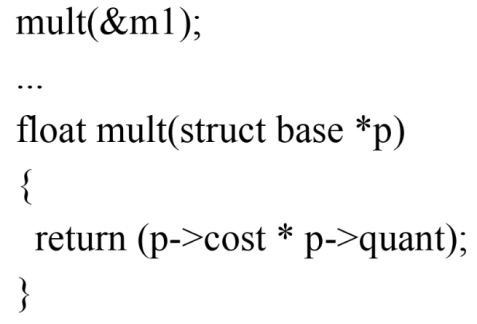 mult(&m1);
...
float mult(struct base *p)
{
return (p->cost * p->quant);
}